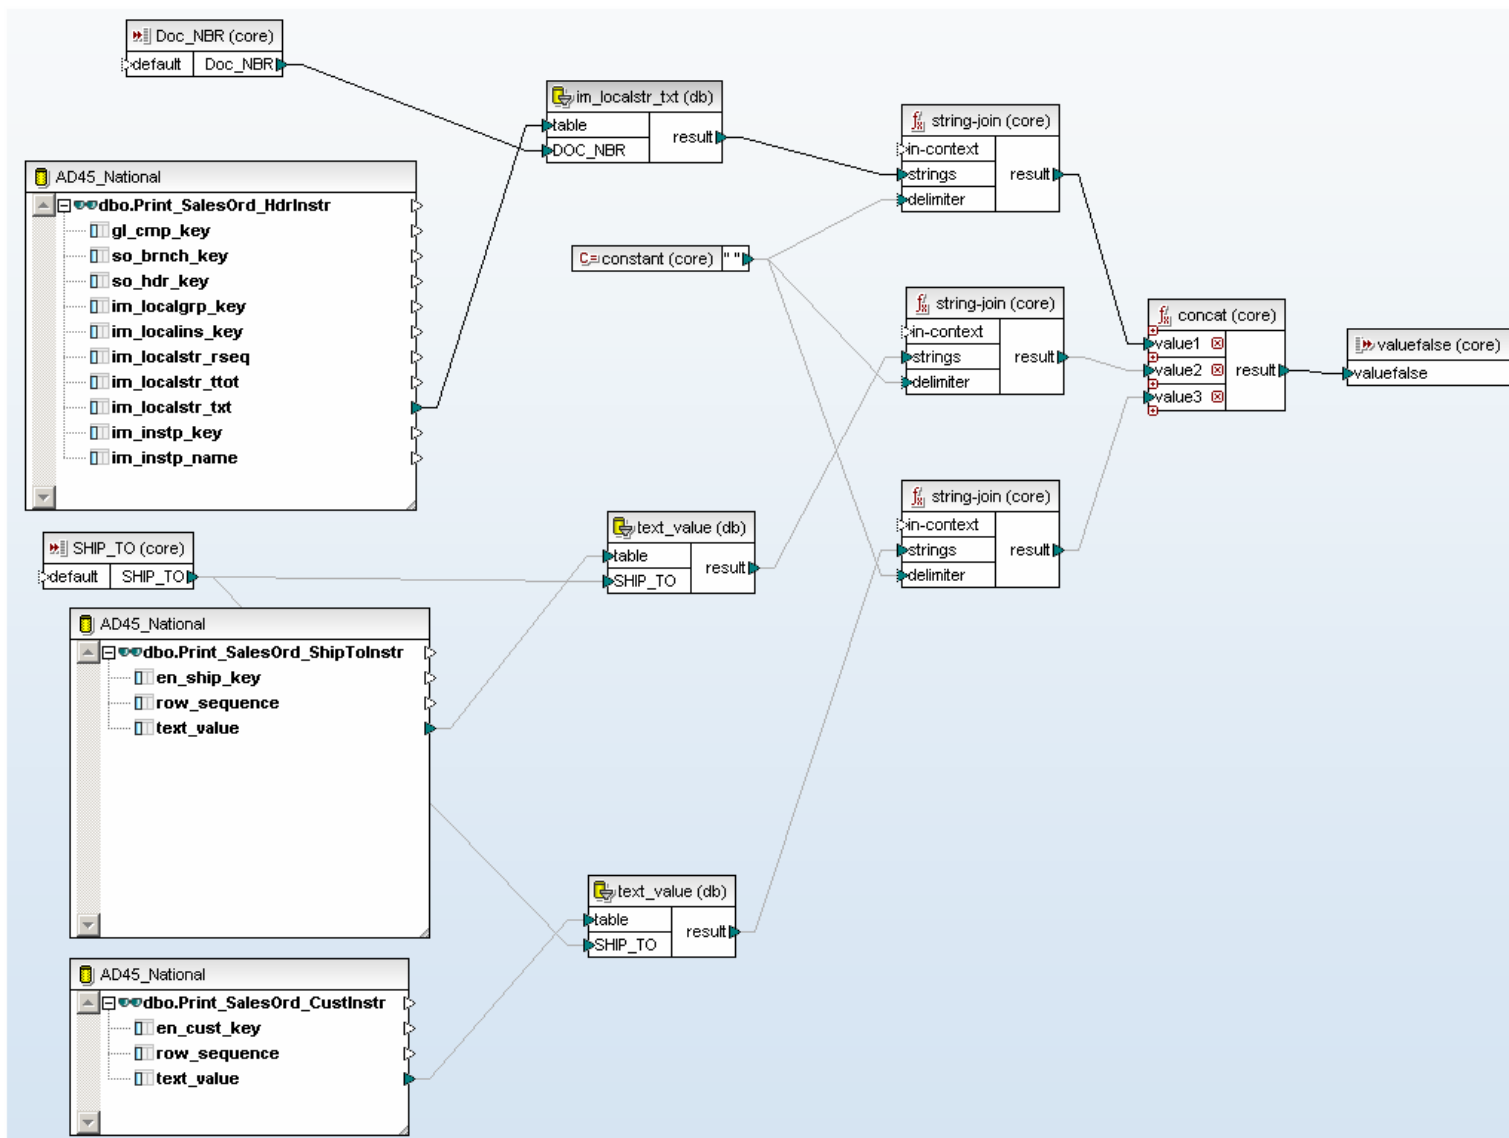 Doc_NBR (core)
default Doc_NBR
im_localstr_txt (db)
table
result
DOC_NBR
string-join (core)
in-context
strings
result
delimiter
AD45_National
dbo.Print_SalesOrd_HdrInstr
gl_cmp_key
so_brnch_key
so_hdr_key
im_localgrp_key
im_localins_key
im_localstr_rseq
im_localstr_ttot
im_localstr_txt
im_instp_key
im_instp_name
constant (core) " "
string-join (core)
in-context
strings
result
delimiter
concat (core)
value1
value2
result
value3
valuefalse (core)
valuefalse
string-join (core)
in-context
strings
result
delimiter
SHIP_TO (core)
default SHIP_TO
text_value (db)
table
result
SHIP_TO
AD45_National
dbo.Print_SalesOrd_ShipToInstr
en_ship_key
row_sequence
text_value
text_value (db)
table
result
SHIP_TO
AD45_National
dbo.Print_SalesOrd_CustInstr
en_cust_key
row_sequence
text_value